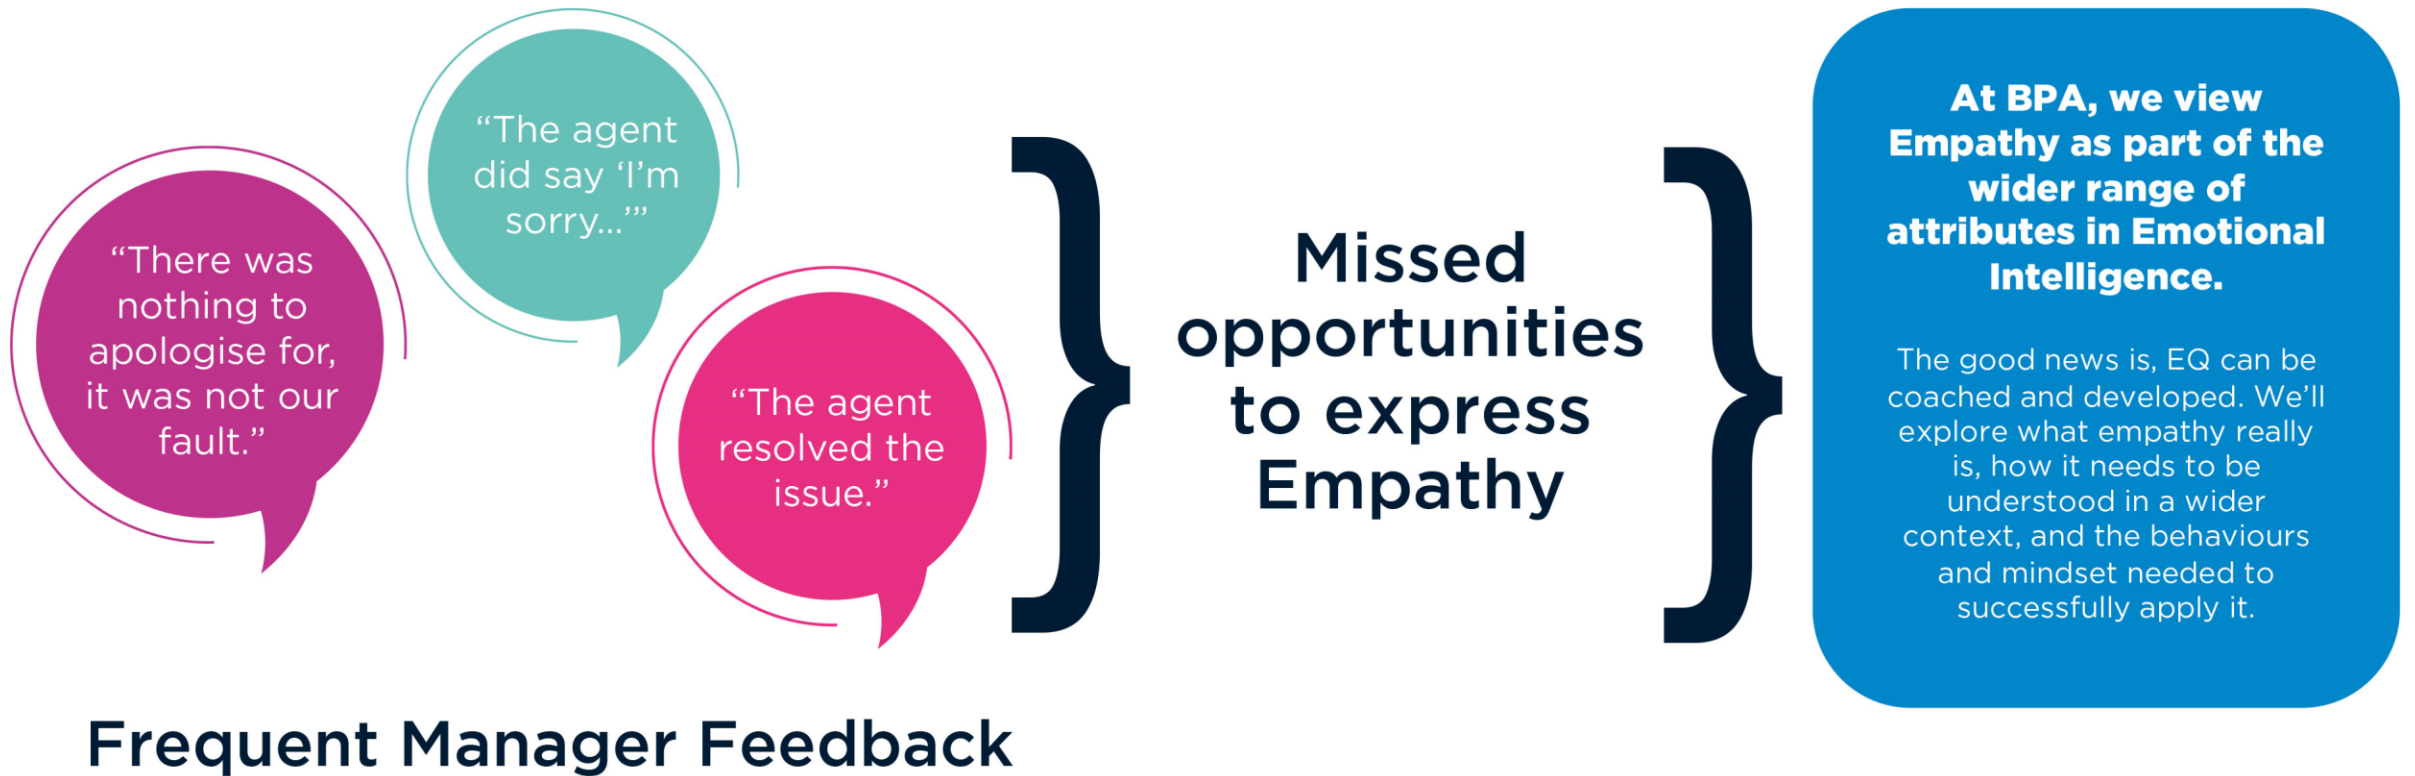 “There was
nothing to
apologise for,
it was not our
fault.”
“The agent
did say ‘I’m
sorry...’”
“The agent
resolved the
issue.”
Frequent Manager Feedback
Missed
opportunities
to express
Empathy
At BPA, we view
Empathy as part of the
wider range of
attributes in Emotional
Intelligence.
The good news is, EQ can be
coached and developed. We’ll
explore what empathy really
is, how it needs to be
understood in a wider
context, and the behaviours
and mindset needed to
successfully apply it.